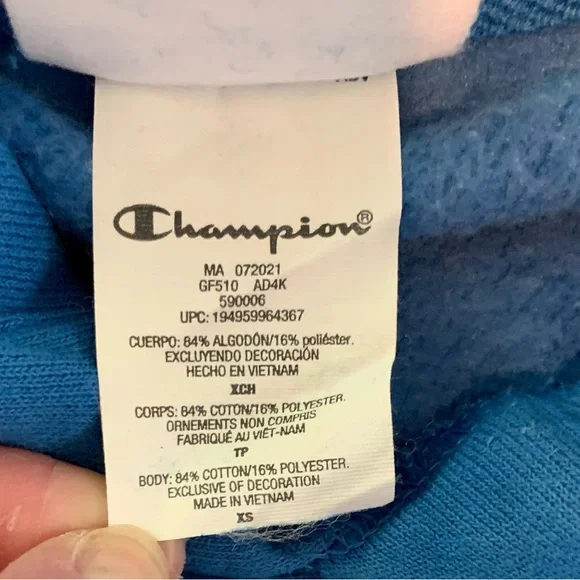 Champion®
MA 072021
GF510 AD4K
590006
UPC: 194959964367
CUERPO: 84% ALGODÓN/16% poliéster.
EXCLUYENDO DECORACIÓN
HECHO EN VIETNAM
XCH
CORPS: 84% COTON/16% POLYESTER.
ORNEMENTS NON COMPRIS
FABRIQUÉ AU VIÊT-NAM
TP
BODY: 84% COTTON/16% POLYESTER.
EXCLUSIVE OF DECORATION
MADE IN VIETNAM
XS